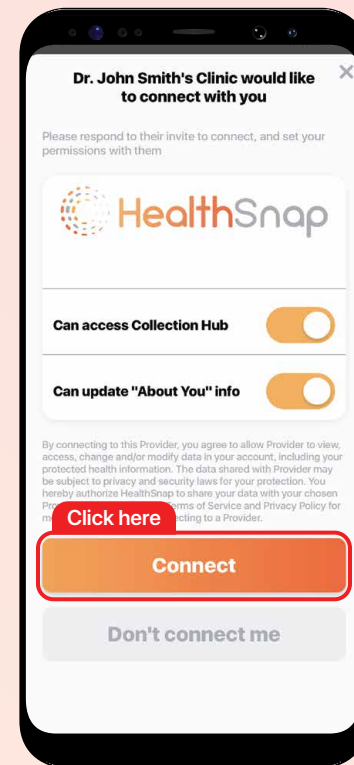 Dr. John Smith's Clinic would like
to connect with you
Please respond to their invite to connect, and set your
permissions with them
HealthSnap
Can access Collection Hub
Can update "About You" info
By connecting to this Provider, you agree to allow Provider to view,
access, change and/or modify data in your account, including your
protected health information. The data shared with Provider may
be subject to privacy and security laws for your protection. You
hereby authorize HealthSnap to share your data with your chosen
erms of Service and Privacy Policy for
ecting to a Provider.
Click here
Connect
Don't connect me